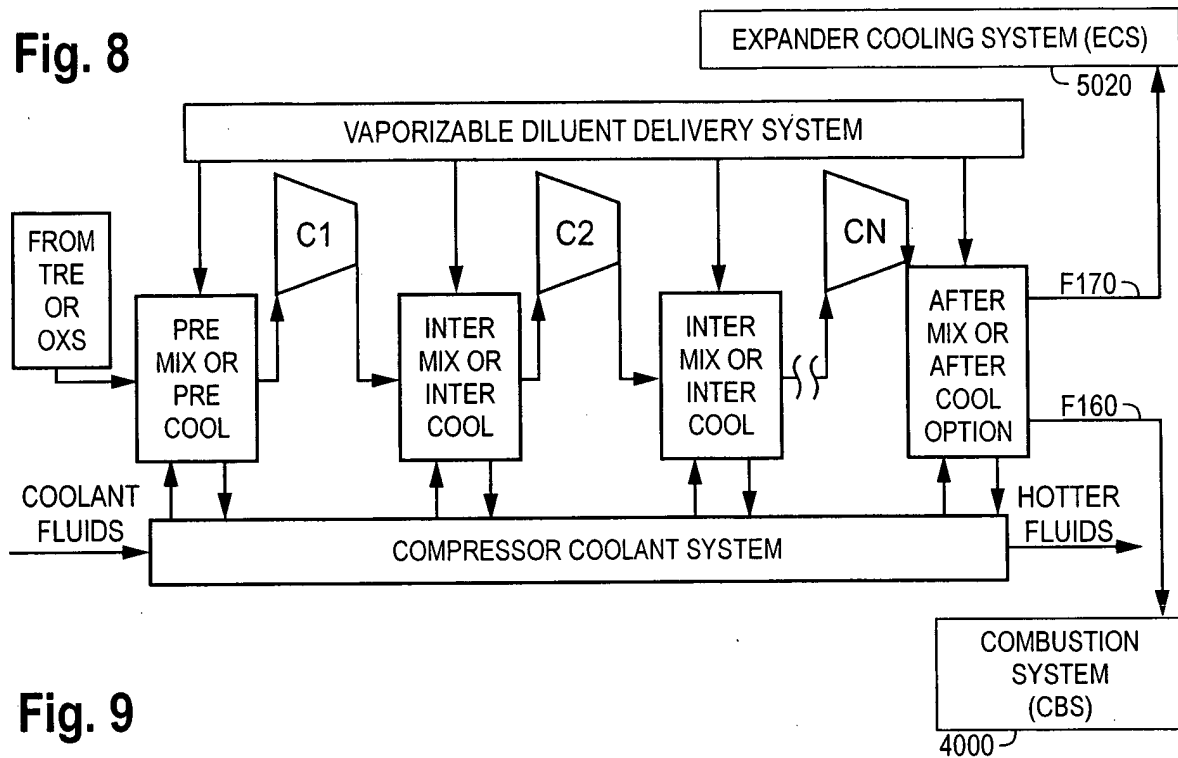 Fig. 8
EXPANDER COOLING SYSTEM (ECS)
5020
VAPORIZABLE DILUENT DELIVERY SYSTEM
FROM
TRE
OR
OXS
C1
C2
CN
PRE
MIX OR
PRE
COOL
INTER
MIX OR
INTER
COOL
INTER
MIX OR
INTER
COOL
AFTER
MIX OR
AFTER
COOL
OPTION
F170
F160
COOLANT
FLUIDS
COMPRESSOR COOLANT SYSTEM
HOTTER
FLUIDS
COMBUSTION
SYSTEM
(CBS)
4000
Fig. 9